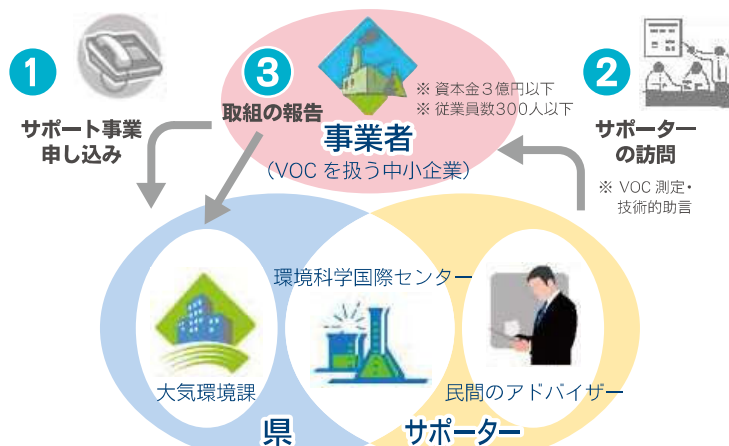 1
サポート事業
申し込み
3
取組の報告
※ 資本金3億円以下
※ 従業員数300人以下
事業者
（VOC を扱う中小企業）
2
サポーター
の訪問
※ VOC 測定・
技術的助言
環境科学国際センター
大気環境課
民間のアドバイザー
県
サポーター